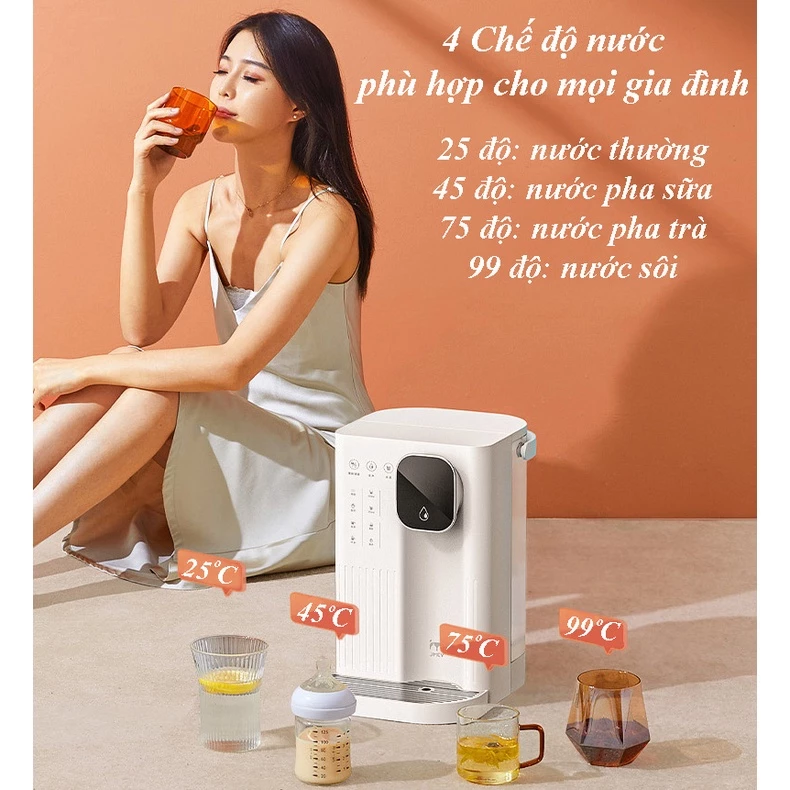 4 Chế độ nước
phù hợp cho mọi gia đình
25 độ: nước thường
45 độ: nước pha sữa
75 độ: nước pha trà
99 độ: nước sôi
25°C
45°C
75°C
99°C